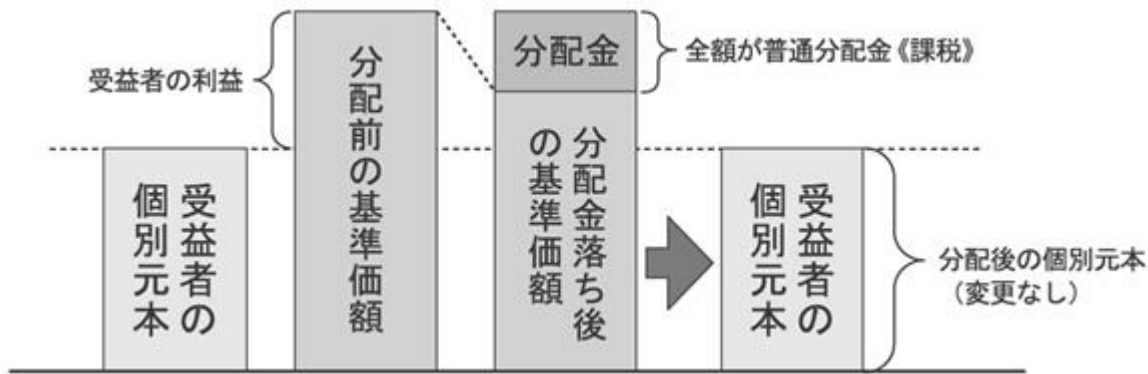 受益者の利益
受益者の
個別元本
分配前の基準価額
分配金
全額が普通分配金《課税》
分配金落ち後
の基準価額
受益者の
個別元本
分配後の個別元本
（変更なし）